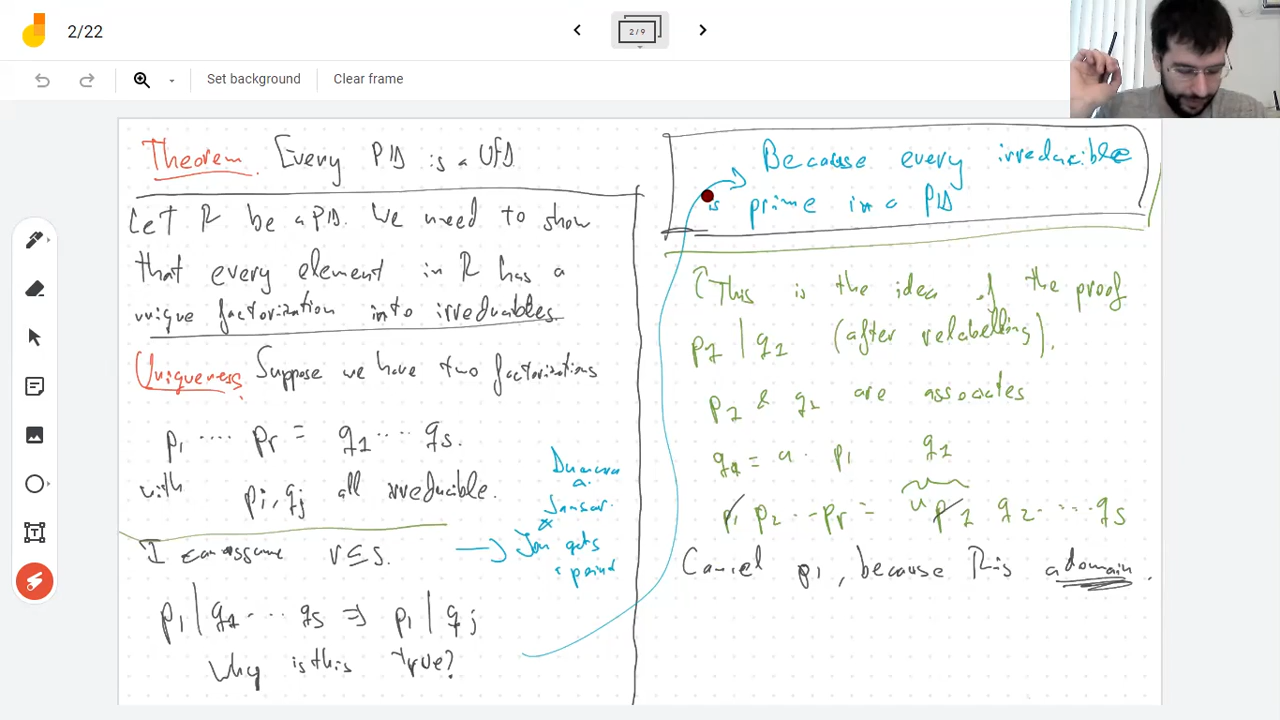 2/22
2/9
Set background
Clear frame
Theorem. Every PID is a UFD.
Let R be a PID. We need to show
that every element in R has a
unique factorization into irreducibles.
Uniqueness. Suppose we have two factorizations
p1 .... pr = q1 ... qs.
with pi, qj all irreducible.
I can assume r ≤ s.
→ Jon gets
a point
p1 | q1 ... qs ⇒ p1 | qj
Why is this true?
Because every irreducible
is prime in a PID
This is the idea of the proof
p1 | q1 (after relabelling).
p1 & q1 are associates
q1 = u · p1
q1
p1 p2 ... pr = u p1 q2 .... qs
Cancel p1, because R is a domain.